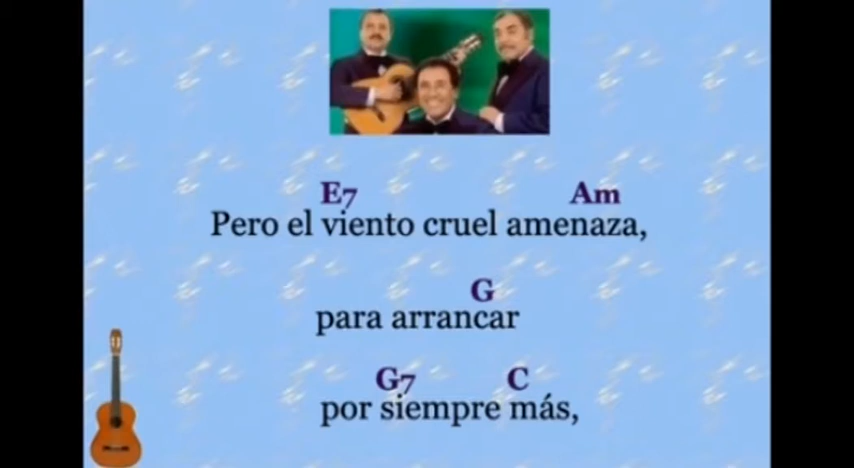 E7 Am
Pero el viento cruel amenaza,
G
para arrancar
G7 C
por siempre más,